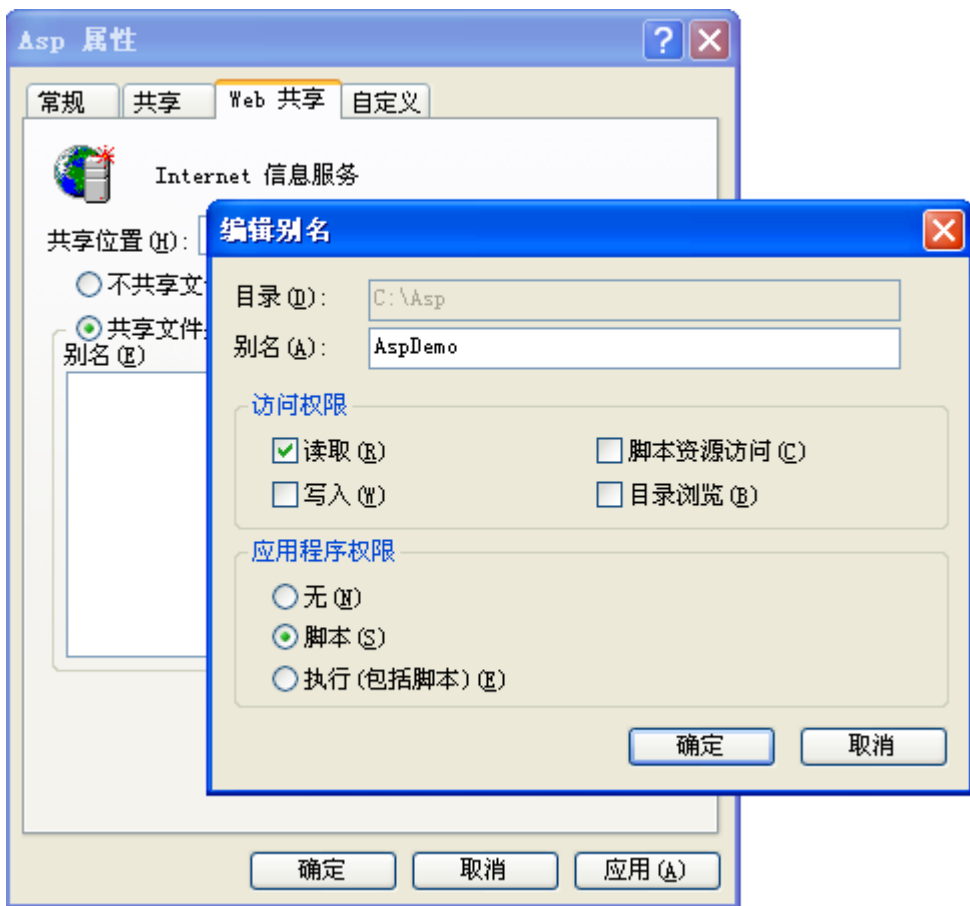 Asp 属性
常规 共享 Web 共享 自定义
Internet 信息服务
共享位置(H):
不共享文
共享文件
别名(E)
编辑别名
目录(D): C:\Asp
别名(A): AspDemo
访问权限
读取(R) 脚本资源访问(C)
写入(W) 目录浏览(B)
应用程序权限
无(N)
脚本(S)
执行(包括脚本)(E)
确定 取消
确定 取消 应用(A)